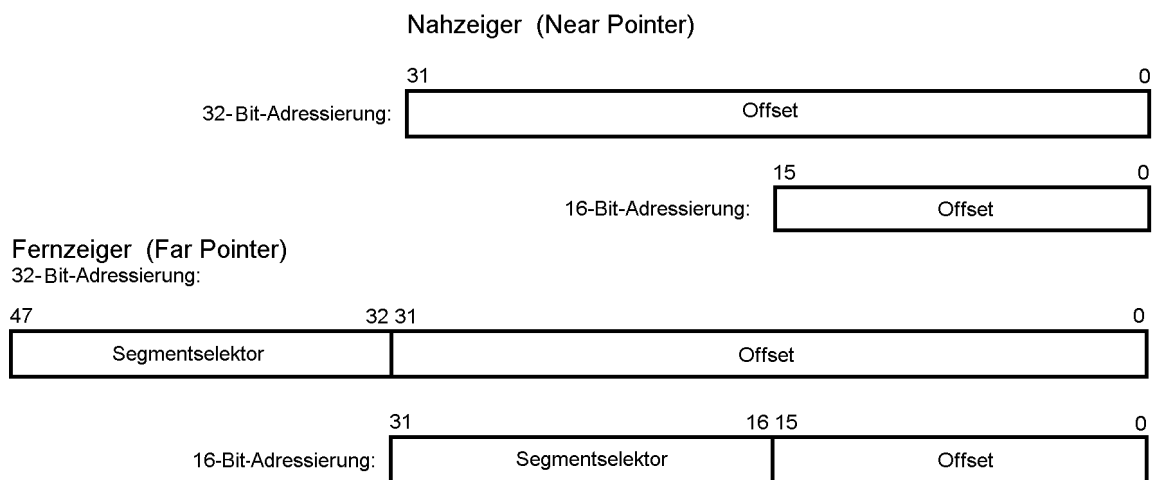 Nahzeiger (Near Pointer)
31 0
32-Bit-Adressierung: Offset
15 0
16-Bit-Adressierung: Offset
Fernzeiger (Far Pointer)
32-Bit-Adressierung:
47 32 31 0
Segmentselektor Offset
31 16 15 0
16-Bit-Adressierung: Segmentselektor Offset